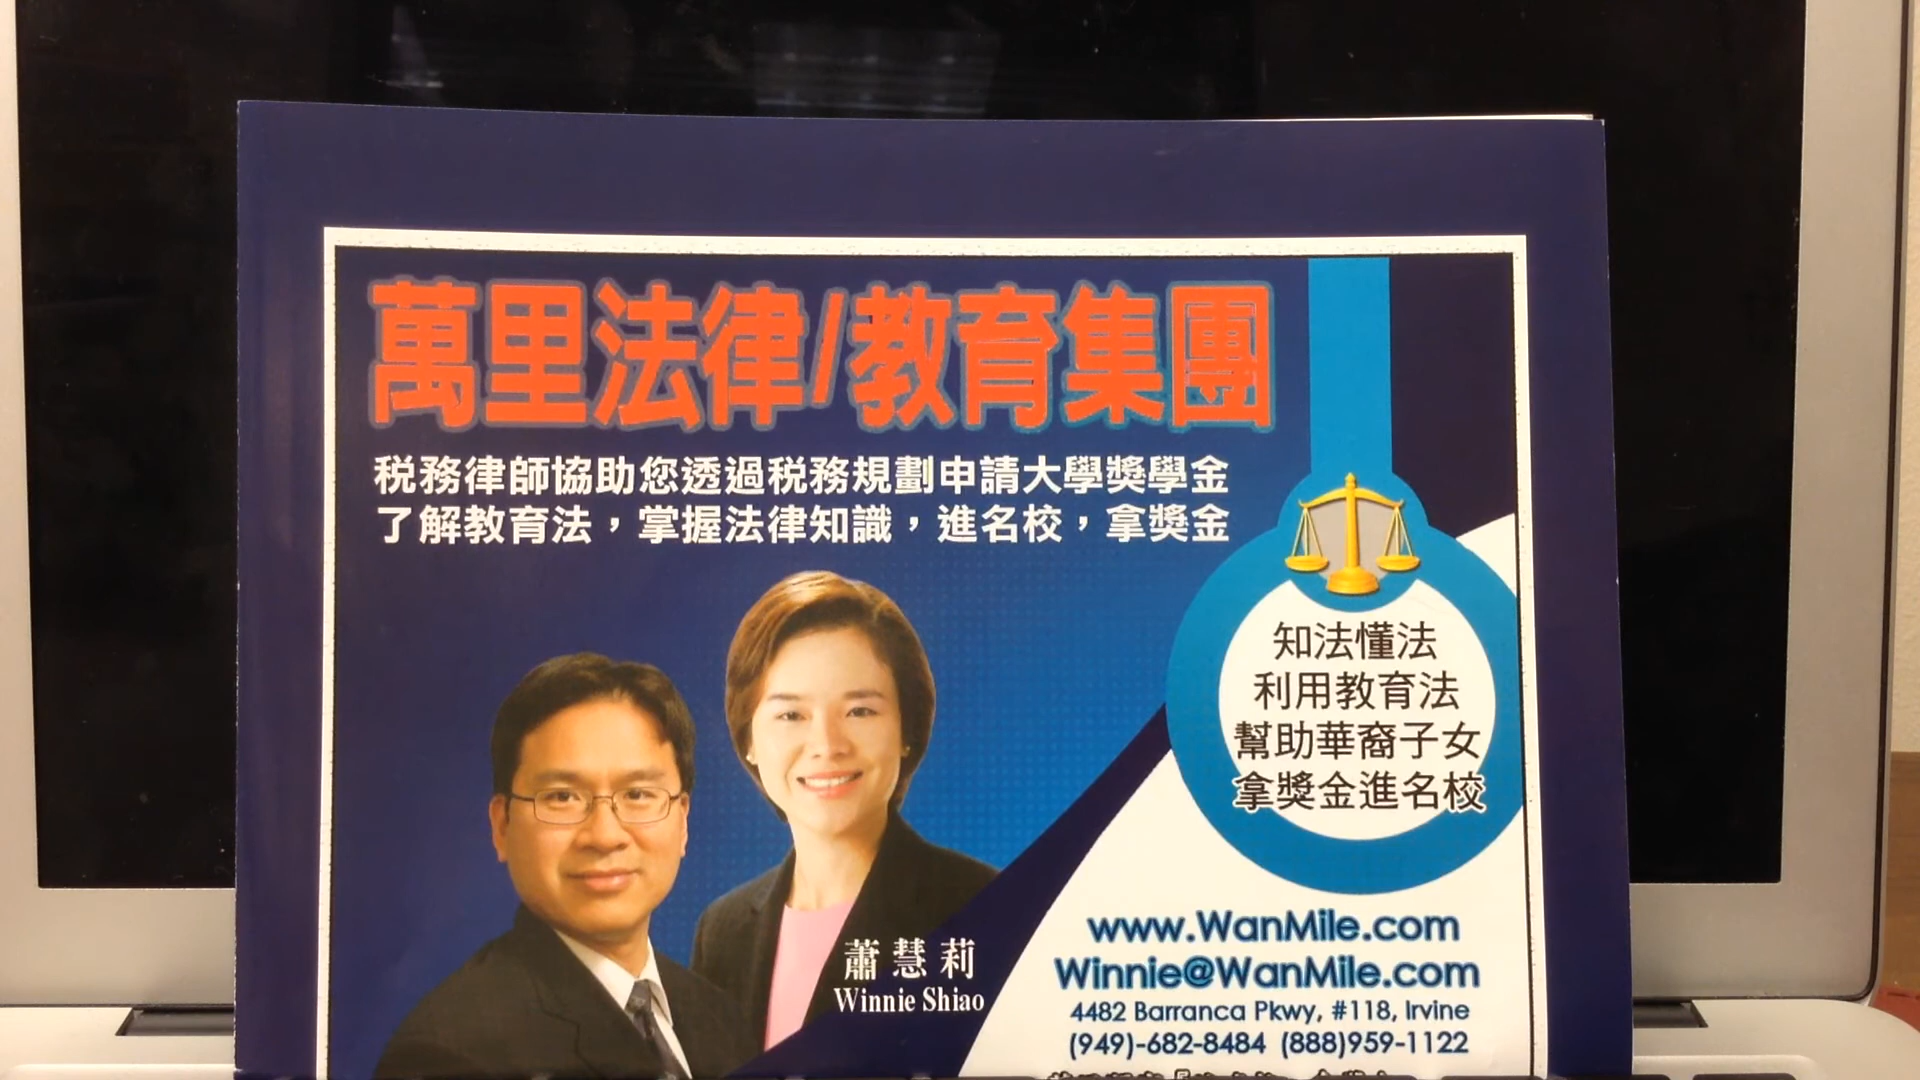 萬里法律/教育集團
税務律師協助您透過税務規劃申請大學獎學金
了解教育法，掌握法律知識，進名校，拿獎金
知法懂法
利用教育法
幫助華裔子女
拿獎金進名校
蕭慧莉
Winnie Shiao
www.WanMile.com
Winnie@WanMile.com
4482 Barranca Pkwy, #118, Irvine
(949)-682-8484 (888)959-1122